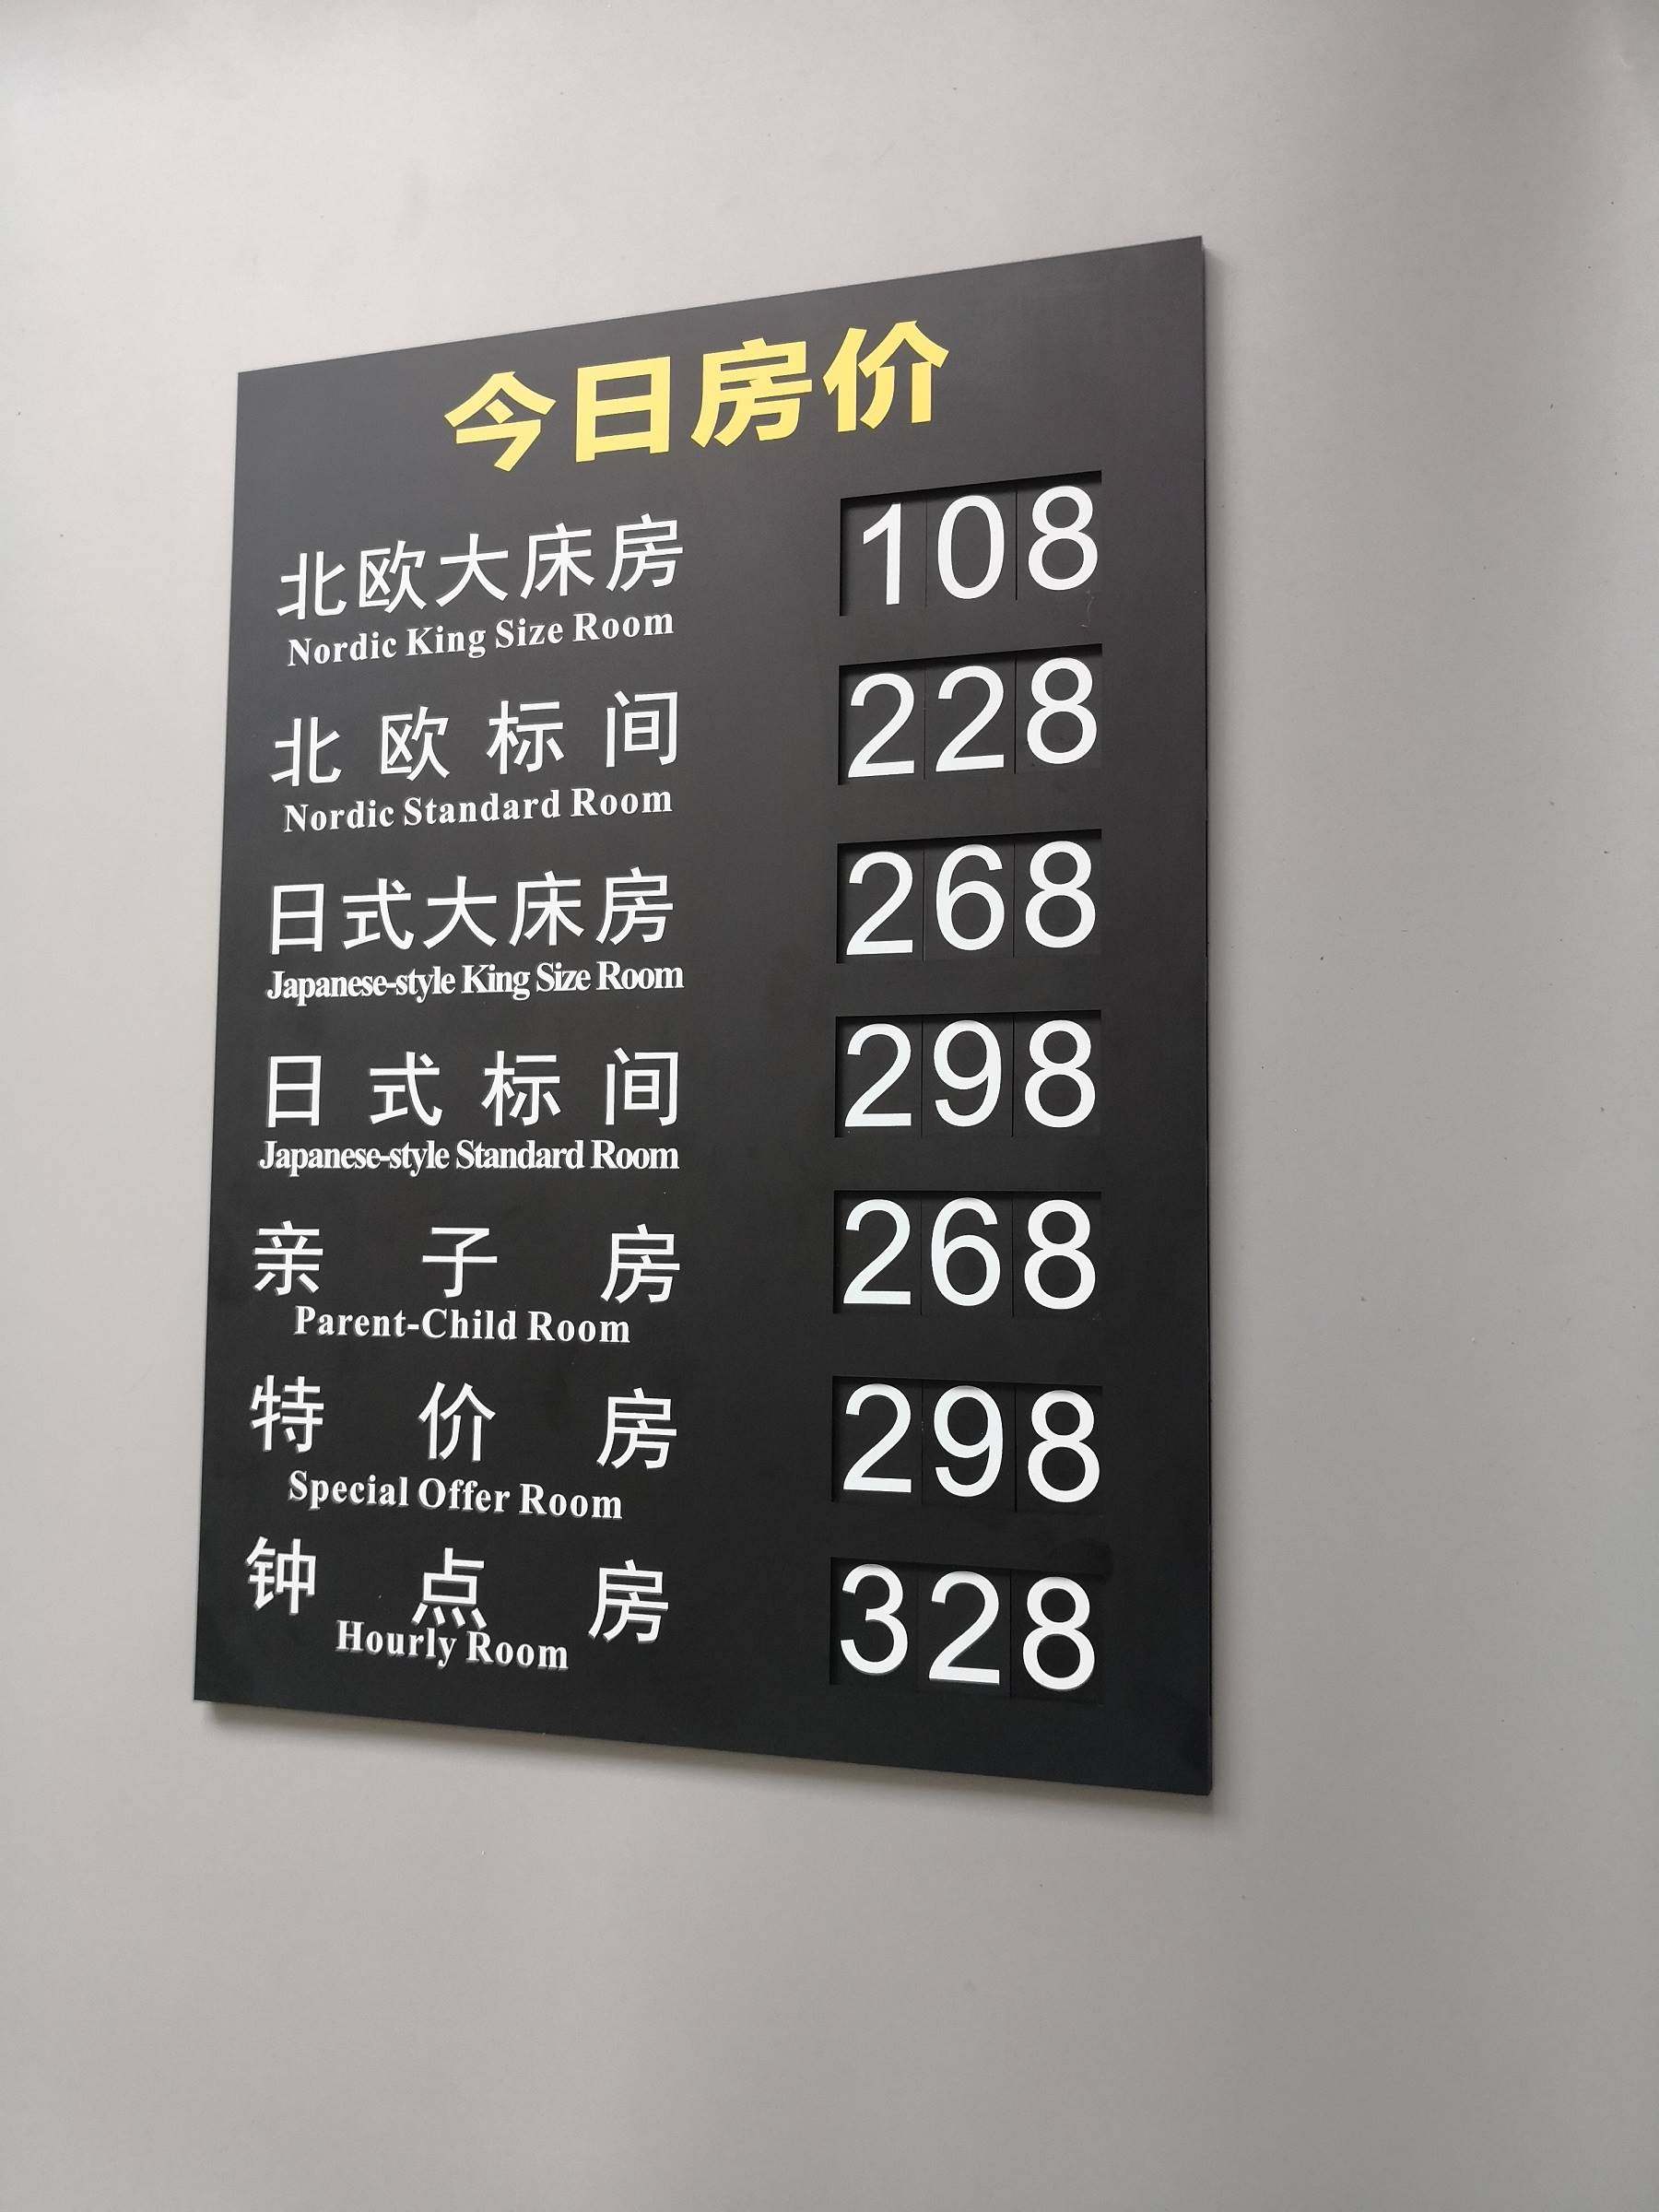 今日房价
北欧大床房 108
Nordic King Size Room
北欧标间 228
Nordic Standard Room
日式大床房 268
Japanese-style King Size Room
日式标间 298
Japanese-style Standard Room
亲子房 268
Parent-Child Room
特价房 298
Special Offer Room
钟点房 328
Hourly Room